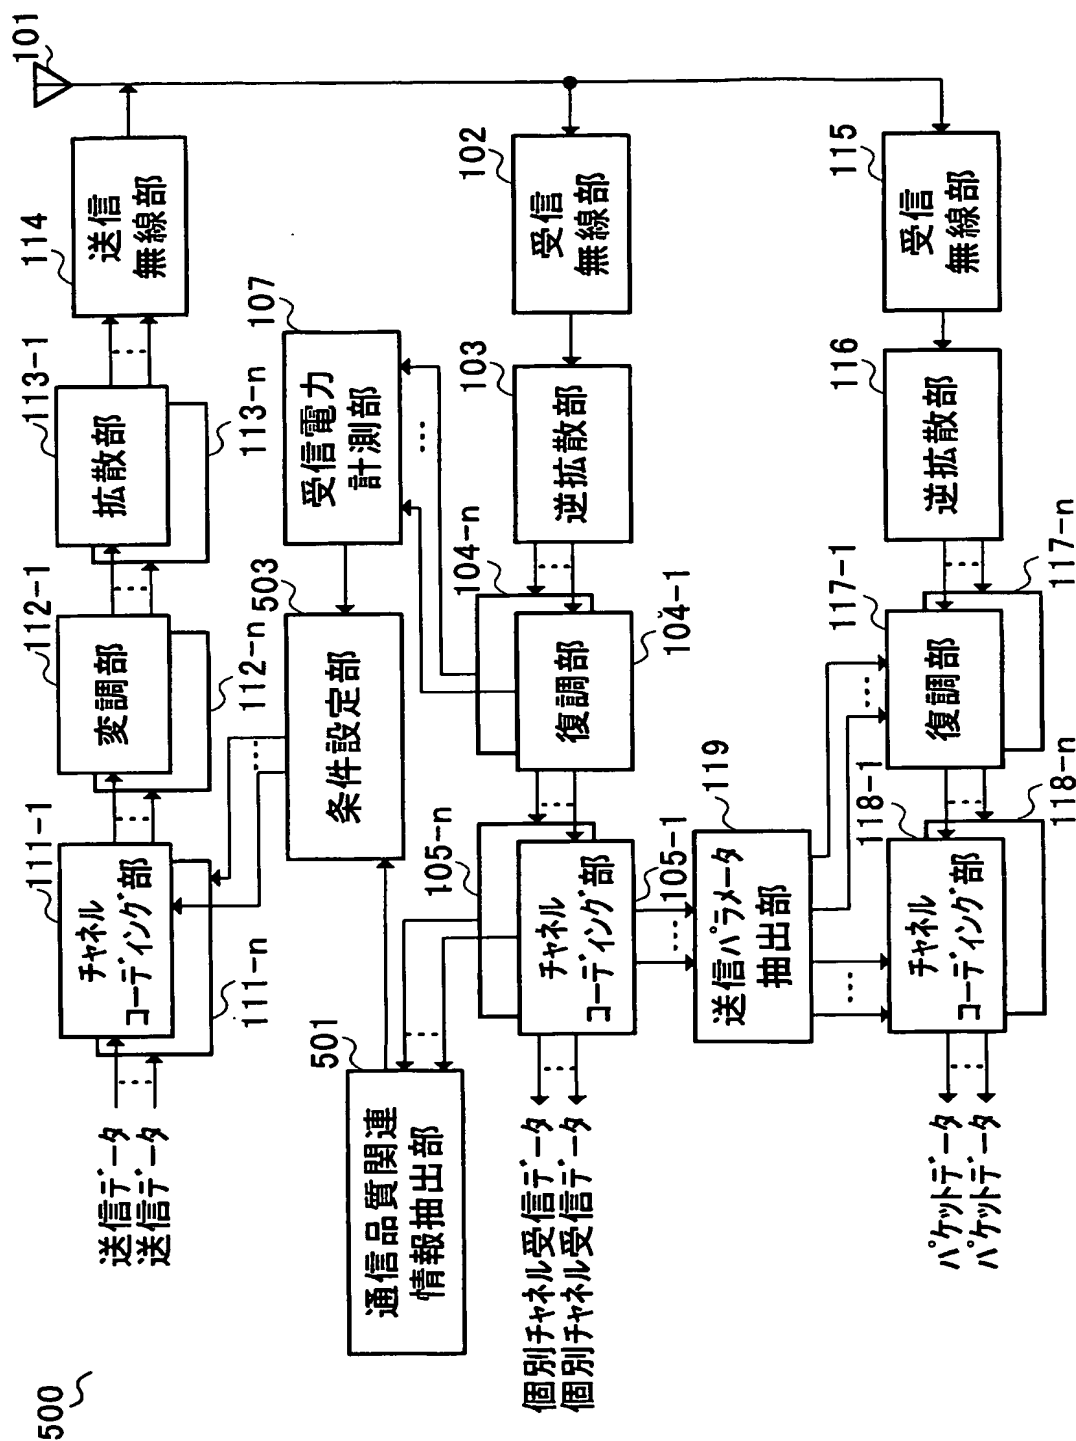 500
送信データ
送信データ
111-1
チャネル
コーディング部
111-n
112-1
変調部
112-n
113-1
拡散部
113-n
114
送信
無線部
101
501
通信品質関連
情報抽出部
503
条件設定部
107
受信電力
計測部
個別チャネル受信データ
個別チャネル受信データ
105-n
チャネル
コーディング部
105-1
104-n
復調部
104-1
103
逆拡散部
102
受信
無線部
119
送信パラメータ
抽出部
パケットデータ
パケットデータ
118-1
チャネル
コーディング部
118-n
117-1
復調部
117-n
116
逆拡散部
115
受信
無線部